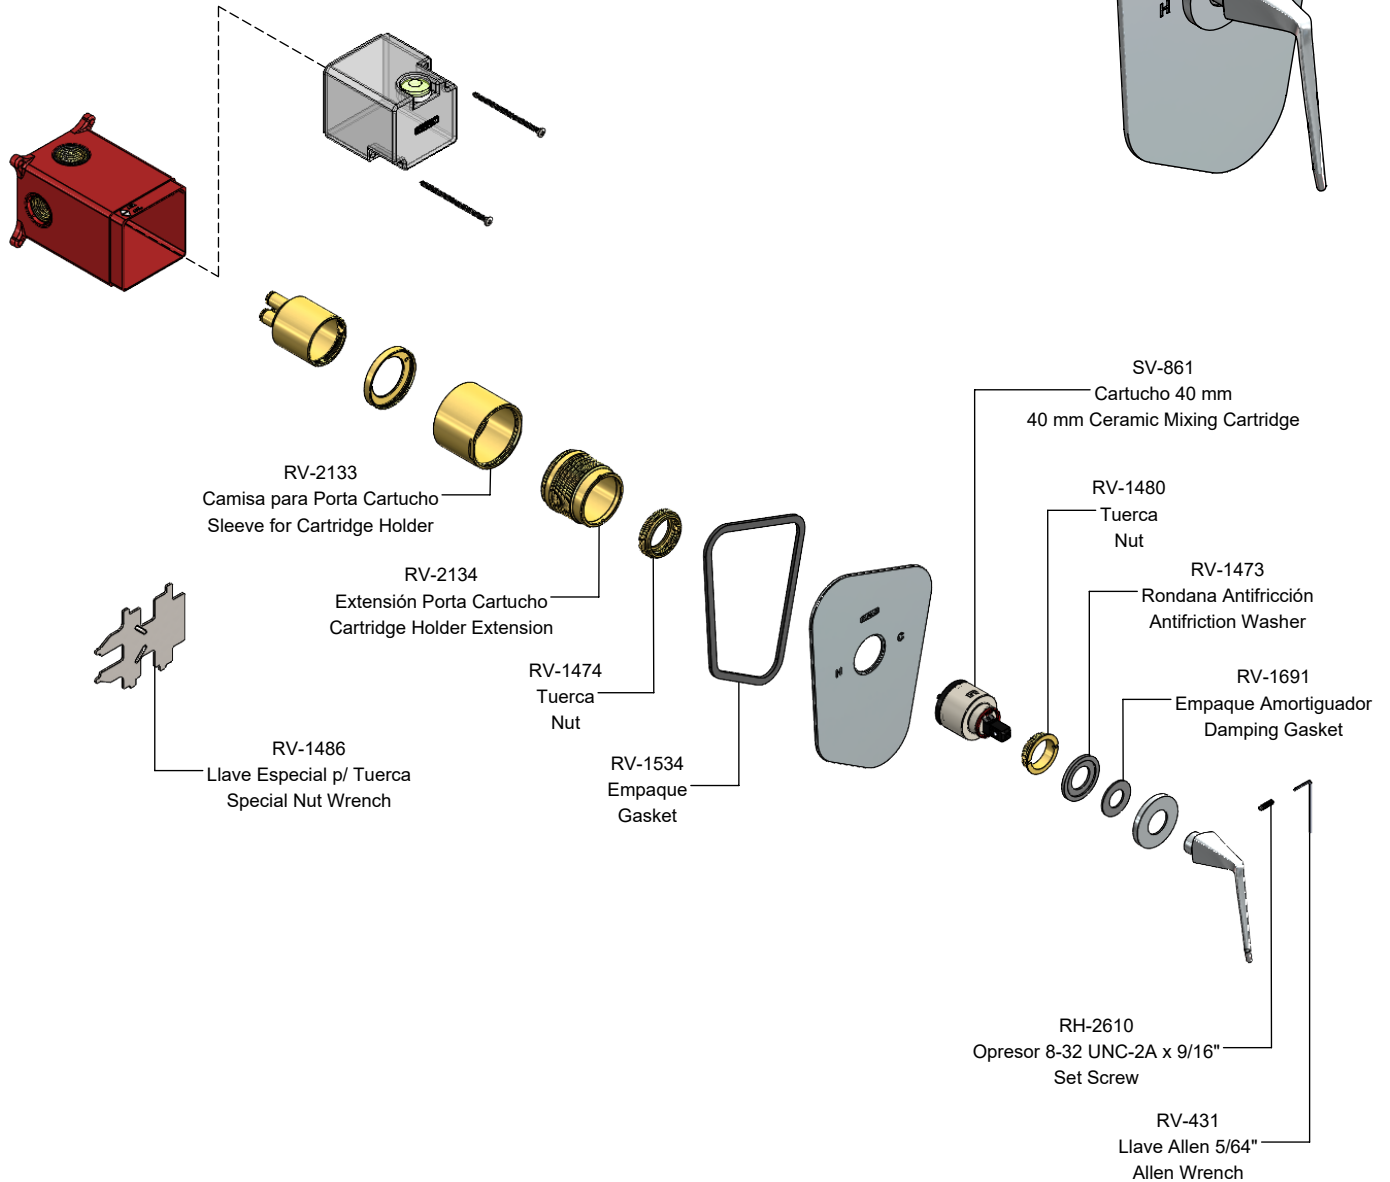 H
SV-861
Cartucho 40 mm
40 mm Ceramic Mixing Cartridge
RV-2133
Camisa para Porta Cartucho
Sleeve for Cartridge Holder
RV-1480
Tuerca
Nut
RV-2134
Extensión Porta Cartucho
Cartridge Holder Extension
RV-1473
Rondana Antifricción
Antifriction Washer
RV-1474
Tuerca
Nut
C
H
RV-1691
Empaque Amortiguador
Damping Gasket
RV-1486
Llave Especial p/ Tuerca
Special Nut Wrench
RV-1534
Empaque
Gasket
RH-2610
Opresor 8-32 UNC-2A x 9/16"
Set Screw
RV-431
Llave Allen 5/64"
Allen Wrench